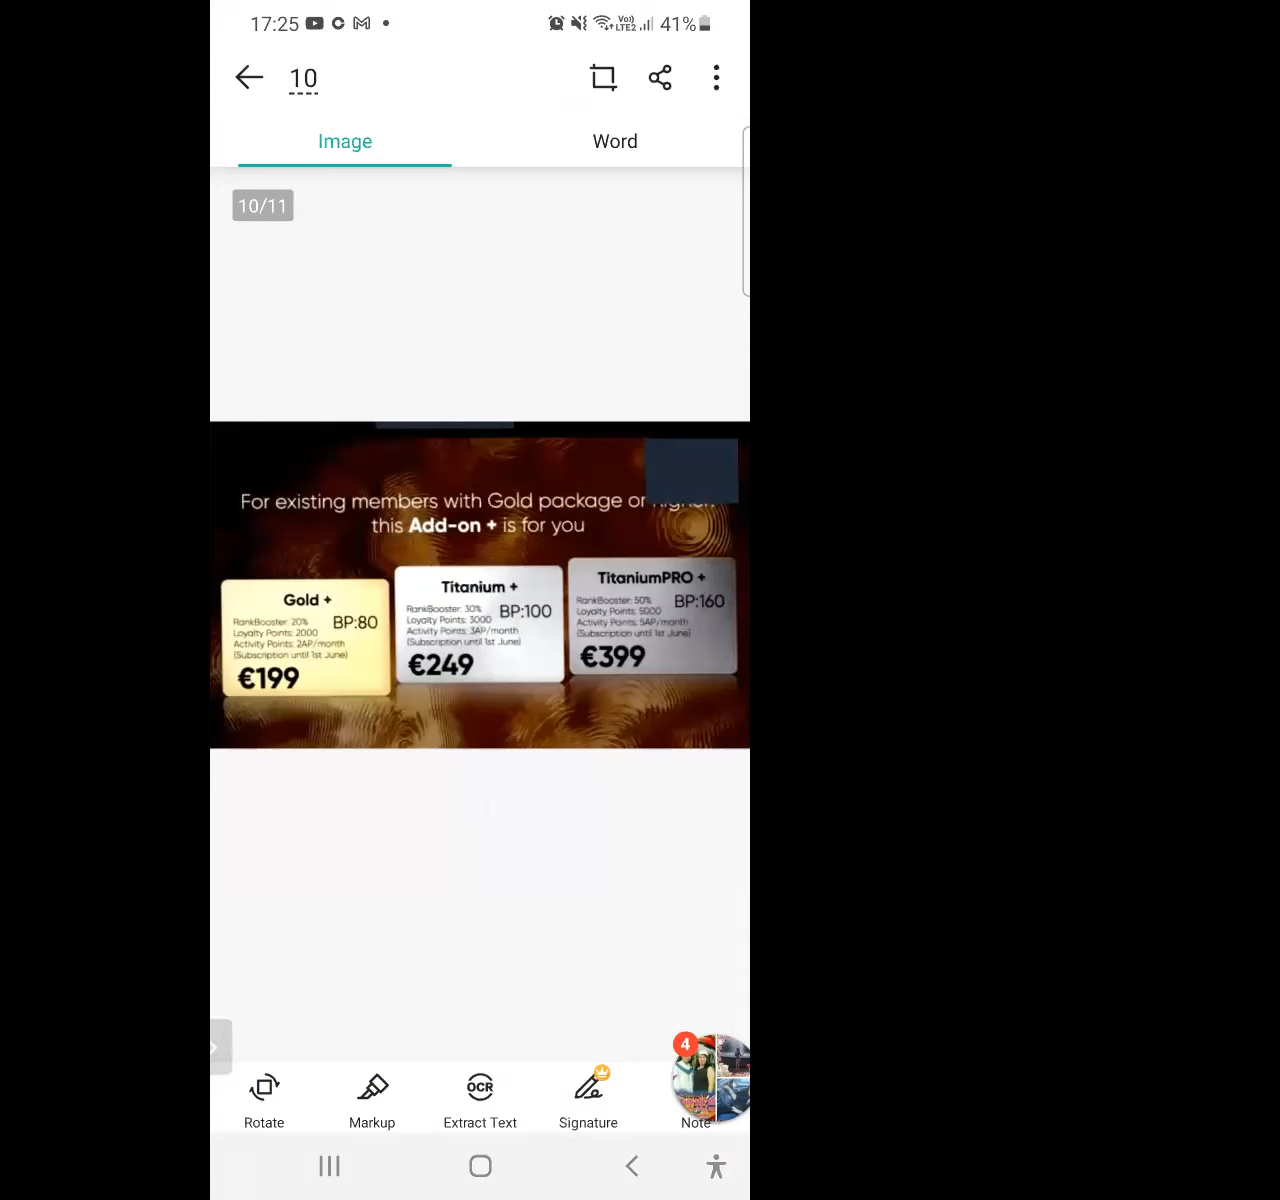 17:25
Vo))
LTE2
41%
10
Image
Word
10/11
For existing members with Gold package or
this Add-on + is for you
Gold +
RankBooster: 20%
BP:80
Loyalty Points: 2000
Activity Points: 2AP/month
(Subscription until 1st June)
€199
Titanium +
RankBooster: 30%
BP:100
Loyalty Points: 3000
Activity Points: 3AP/month
(Subscription until 1st June)
€249
TitaniumPRO +
RankBooster: 50%
BP:160
Loyalty Points: 5000
Activity Points: 5AP/month
(Subscription until 1st June)
€399
4
OCR
Rotate
Markup
Extract Text
Signature
Note